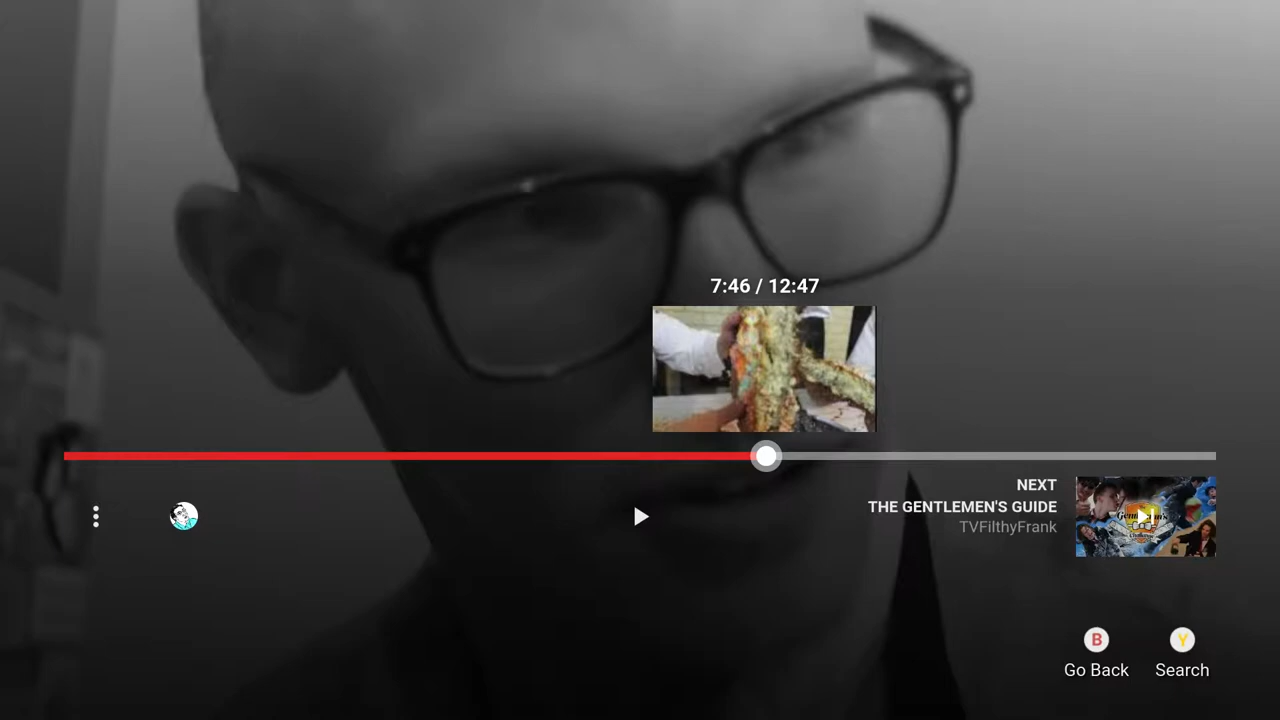 7:46 / 12:47
NEXT
THE GENTLEMEN'S GUIDE
TVFilthyFrank
B
Y
Go Back
Search